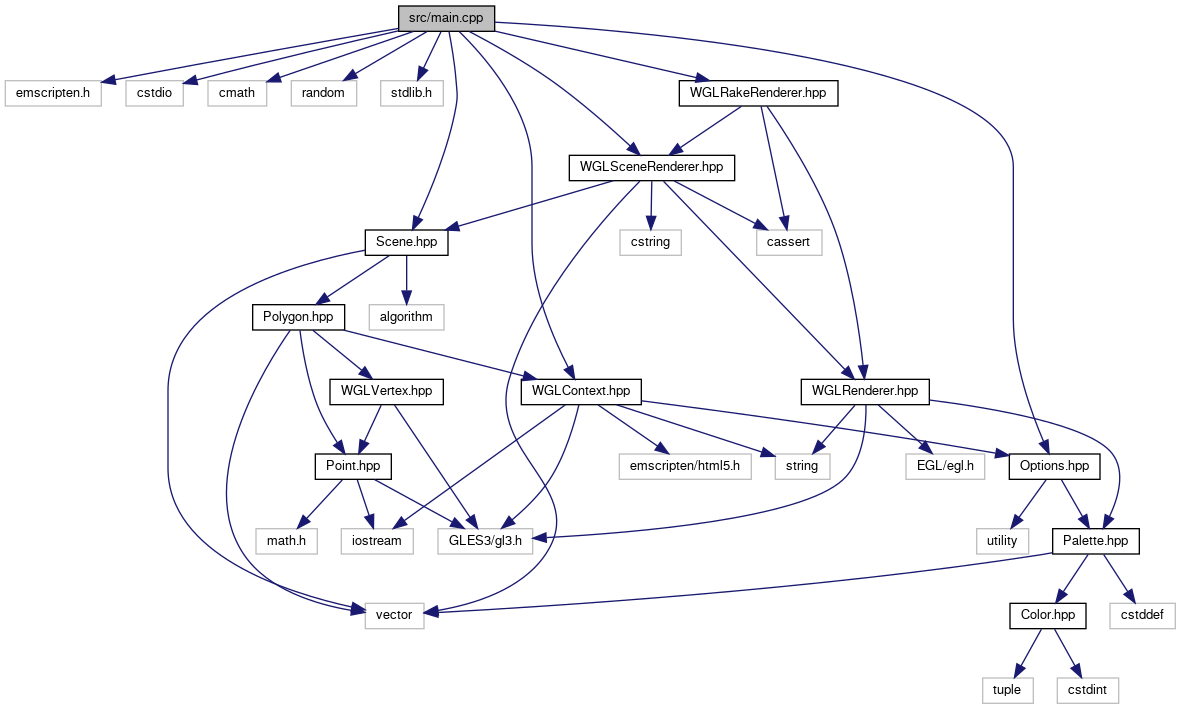 src/main.cpp
emscripten.h
cstdio
cmath
random
stdlib.h
WGLRakeRenderer.hpp
WGLSceneRenderer.hpp
Scene.hpp
cstring
cassert
Polygon.hpp
algorithm
WGLVertex.hpp
WGLContext.hpp
WGLRenderer.hpp
Point.hpp
emscripten/html5.h
string
EGL/egl.h
Options.hpp
math.h
iostream
GLES3/gl3.h
utility
Palette.hpp
vector
Color.hpp
cstddef
tuple
cstdint